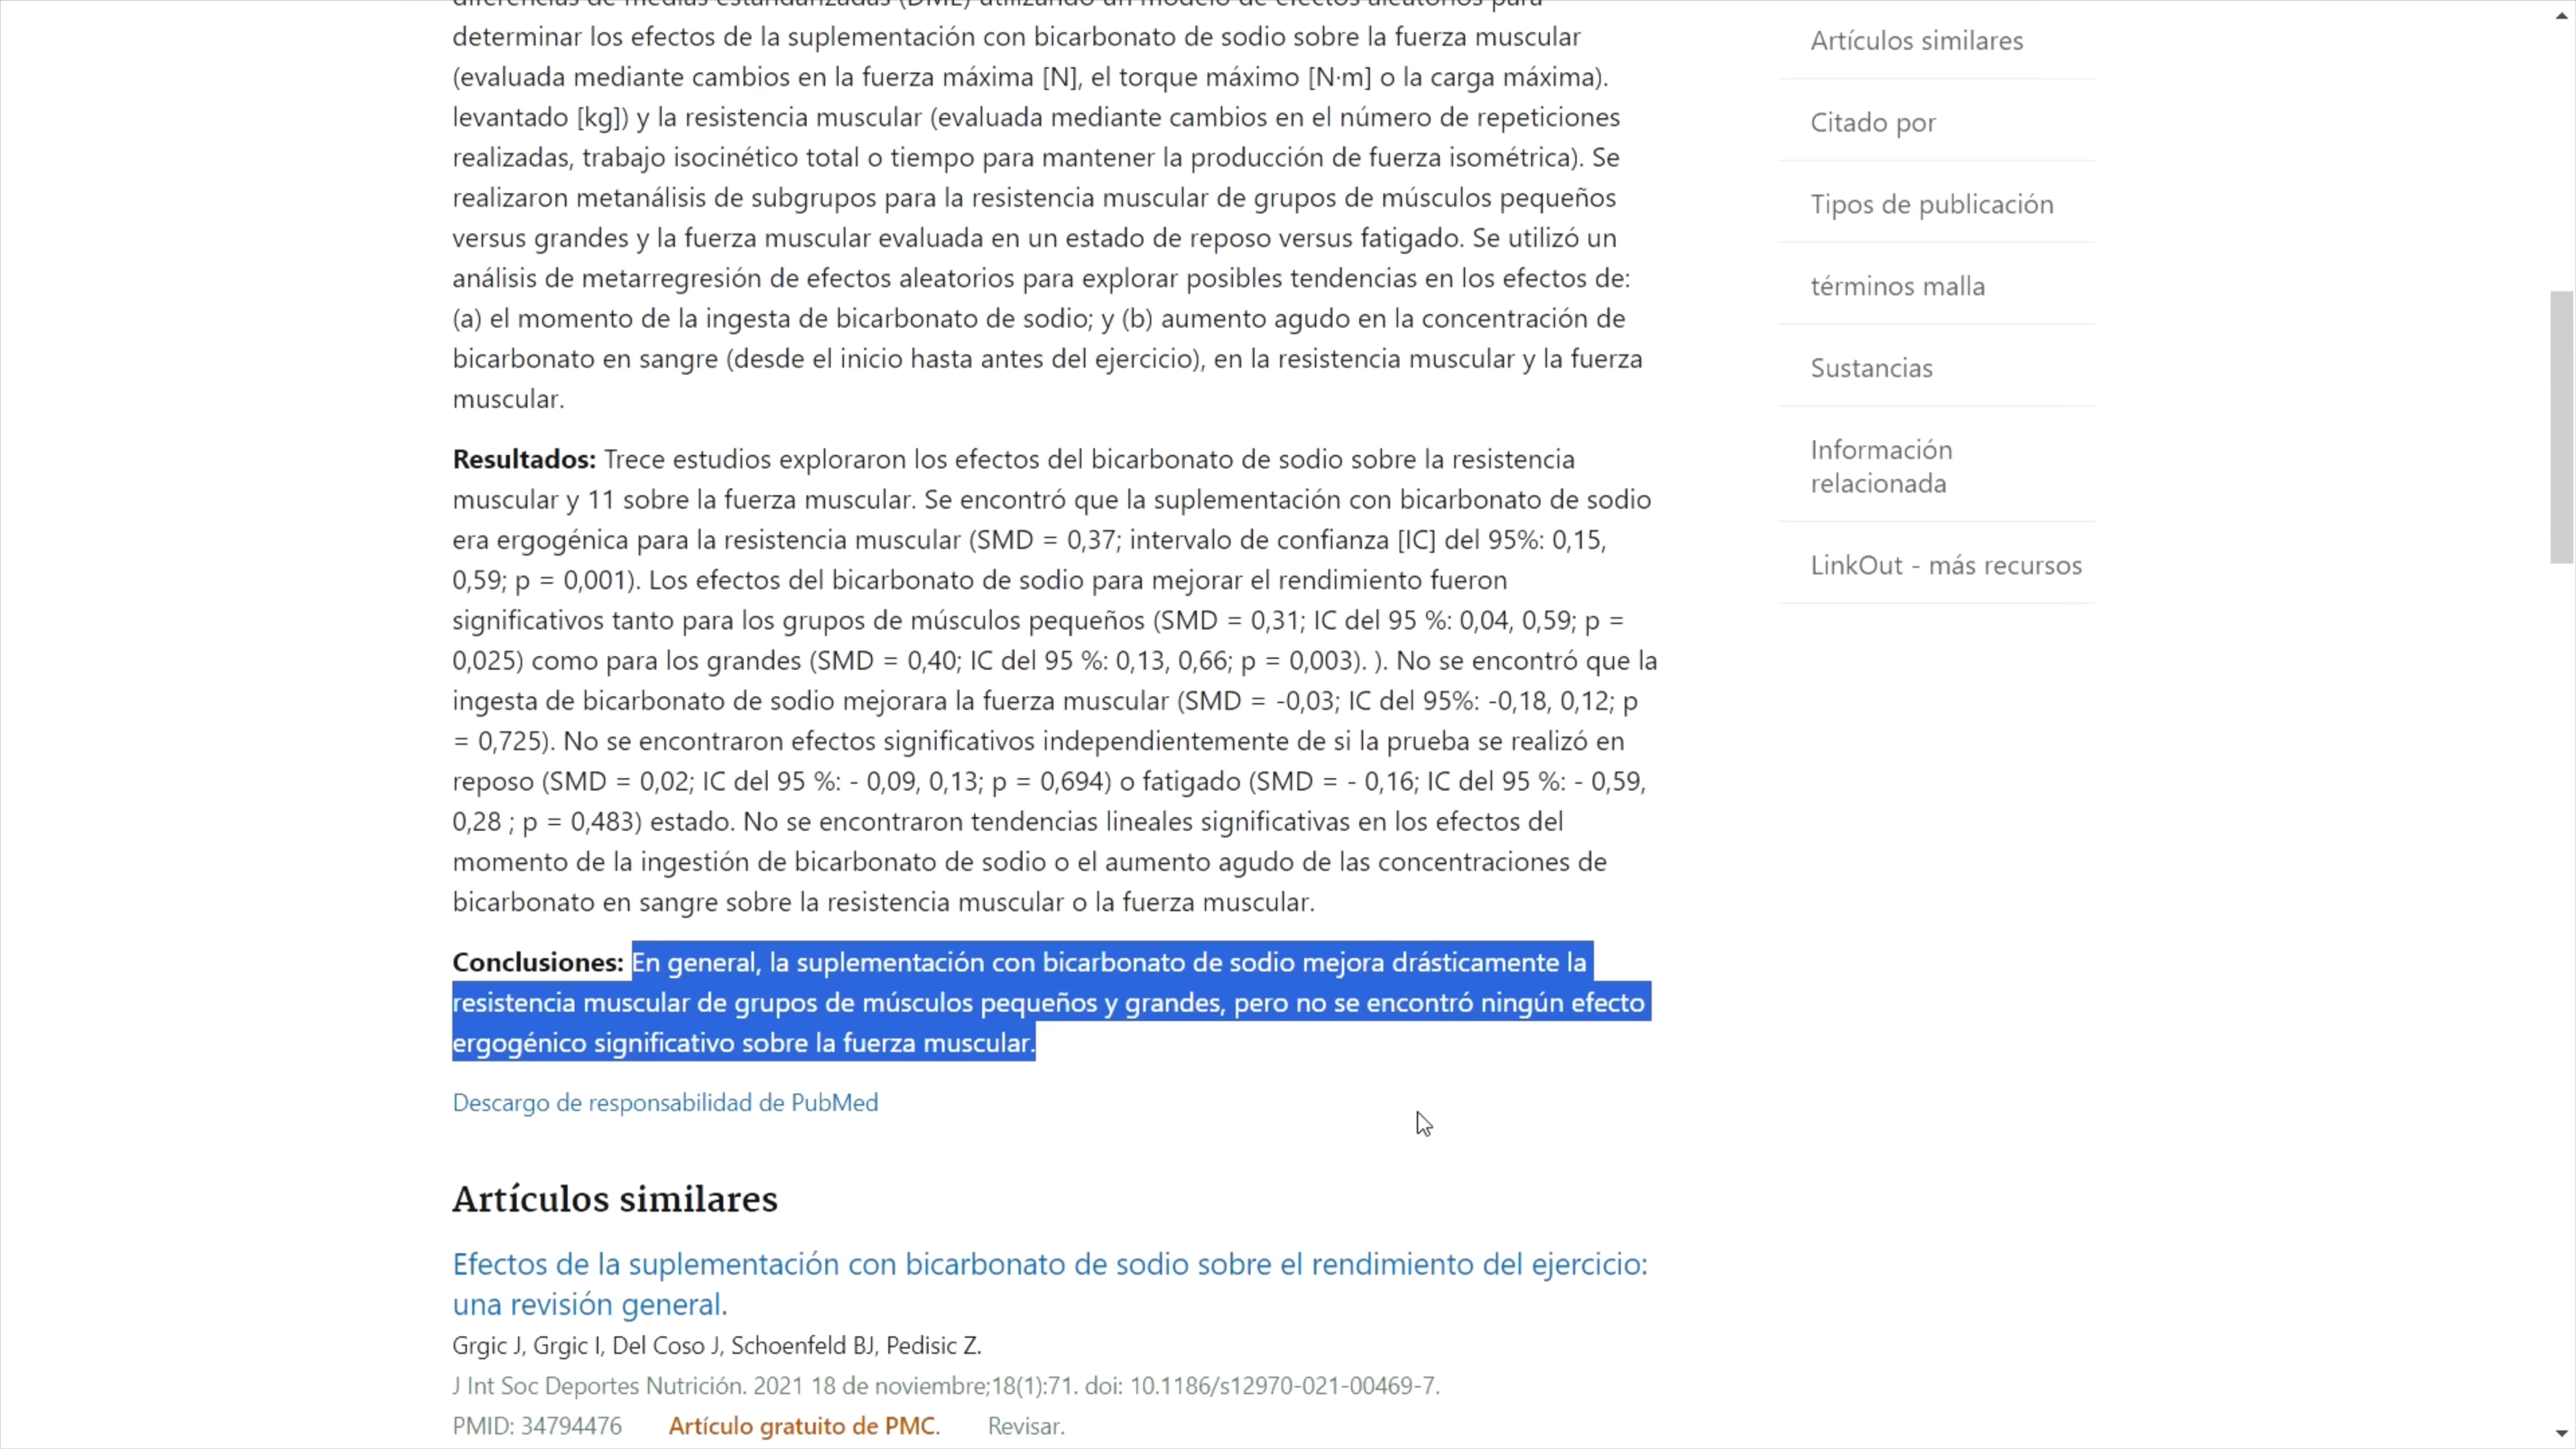 diferencias de medias estandarizadas (DME) utilizando un modelo de efectos aleatorios para
determinar los efectos de la suplementación con bicarbonato de sodio sobre la fuerza muscular
(evaluada mediante cambios en la fuerza máxima [N], el torque máximo [N·m] o la carga máxima).
levantado [kg]) y la resistencia muscular (evaluada mediante cambios en el número de repeticiones
realizadas, trabajo isocinético total o tiempo para mantener la producción de fuerza isométrica). Se
realizaron metanálisis de subgrupos para la resistencia muscular de grupos de músculos pequeños
versus grandes y la fuerza muscular evaluada en un estado de reposo versus fatigado. Se utilizó un
análisis de metarregresión de efectos aleatorios para explorar posibles tendencias en los efectos de:
(a) el momento de la ingesta de bicarbonato de sodio; y (b) aumento agudo en la concentración de
bicarbonato en sangre (desde el inicio hasta antes del ejercicio), en la resistencia muscular y la fuerza
muscular.
Resultados: Trece estudios exploraron los efectos del bicarbonato de sodio sobre la resistencia
muscular y 11 sobre la fuerza muscular. Se encontró que la suplementación con bicarbonato de sodio
era ergogénica para la resistencia muscular (SMD = 0,37; intervalo de confianza [IC] del 95%: 0,15,
0,59; p = 0,001). Los efectos del bicarbonato de sodio para mejorar el rendimiento fueron
significativos tanto para los grupos de músculos pequeños (SMD = 0,31; IC del 95 %: 0,04, 0,59; p =
0,025) como para los grandes (SMD = 0,40; IC del 95 %: 0,13, 0,66; p = 0,003). ). No se encontró que la
ingesta de bicarbonato de sodio mejorara la fuerza muscular (SMD = -0,03; IC del 95%: -0,18, 0,12; p
= 0,725). No se encontraron efectos significativos independientemente de si la prueba se realizó en
reposo (SMD = 0,02; IC del 95 %: - 0,09, 0,13; p = 0,694) o fatigado (SMD = - 0,16; IC del 95 %: - 0,59,
0,28 ; p = 0,483) estado. No se encontraron tendencias lineales significativas en los efectos del
momento de la ingestión de bicarbonato de sodio o el aumento agudo de las concentraciones de
bicarbonato en sangre sobre la resistencia muscular o la fuerza muscular.
Conclusiones: En general, la suplementación con bicarbonato de sodio mejora drásticamente la
resistencia muscular de grupos de músculos pequeños y grandes, pero no se encontró ningún efecto
ergogénico significativo sobre la fuerza muscular.
Descargo de responsabilidad de PubMed
Artículos similares
Efectos de la suplementación con bicarbonato de sodio sobre el rendimiento del ejercicio:
una revisión general.
Grgic J, Grgic I, Del Coso J, Schoenfeld BJ, Pedisic Z.
J Int Soc Deportes Nutrición. 2021 18 de noviembre;18(1):71. doi: 10.1186/s12970-021-00469-7.
PMID: 34794476 Artículo gratuito de PMC. Revisar.
Artículos similares
Citado por
Tipos de publicación
términos malla
Sustancias
Información
relacionada
LinkOut - más recursos